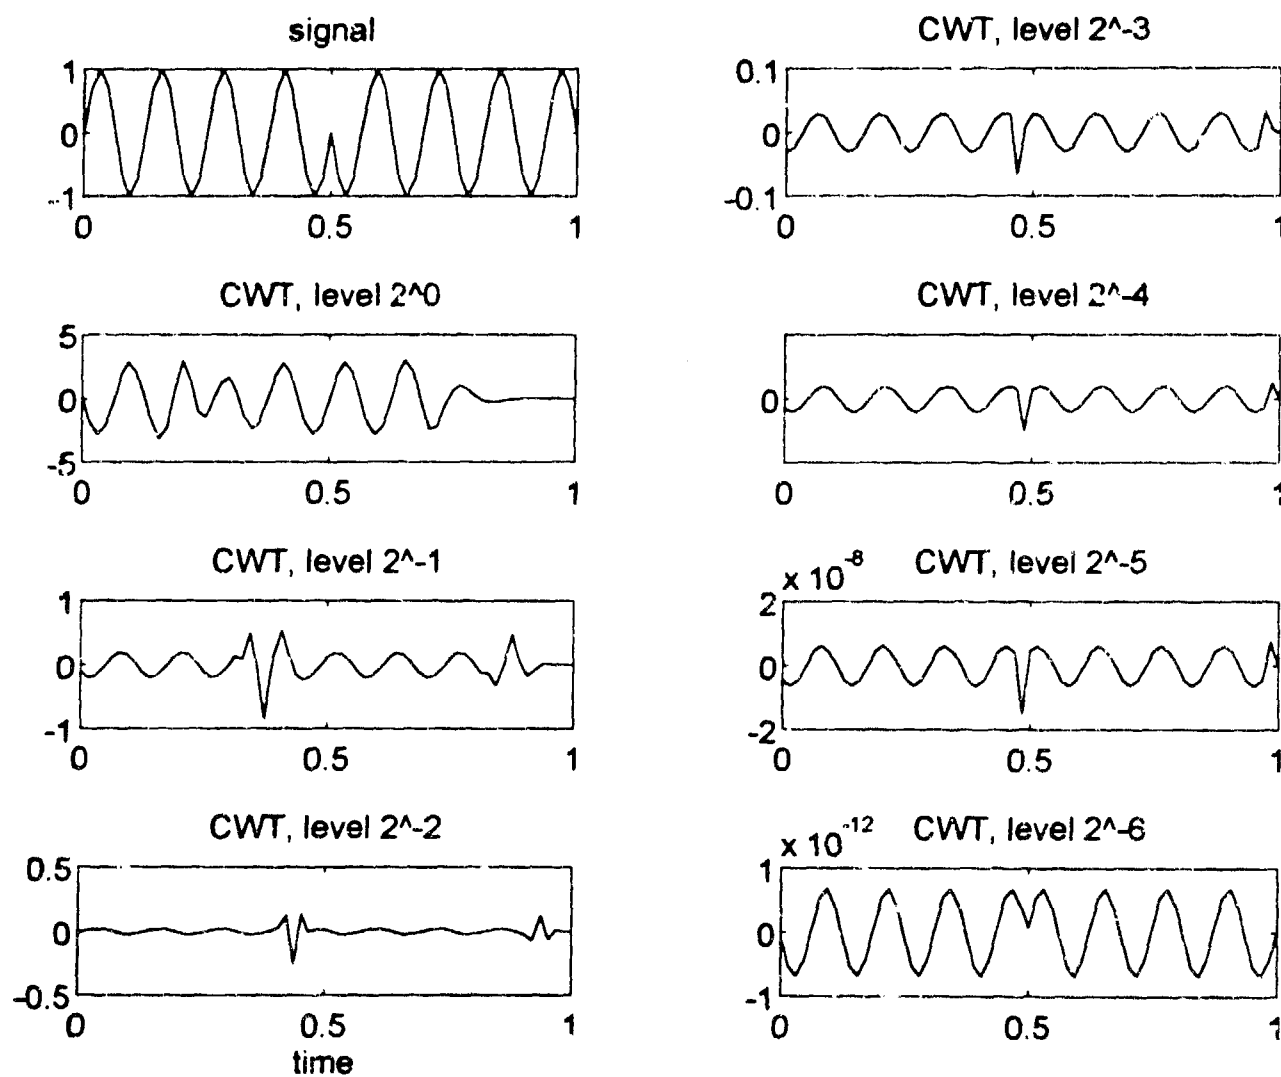 signal
1
0
-1
0 0.5 1
CWT, level 2^0
5
0
-5
0 0.5 1
CWT, level 2^-1
1
0
-1
0 0.5 1
CWT, level 2^-2
0.5
0
-0.5
0 0.5
1
time
CWT, level 2^-3
0.1
0
-0.1
0 0.5 1
CWT, level 2^-4
0
0 0.5 1
x 10^-8 CWT, level 2^-5
2
0
-2
0 0.5 1
x 10^-12 CWT, level 2^-6
1
0
-1
0 0.5 1